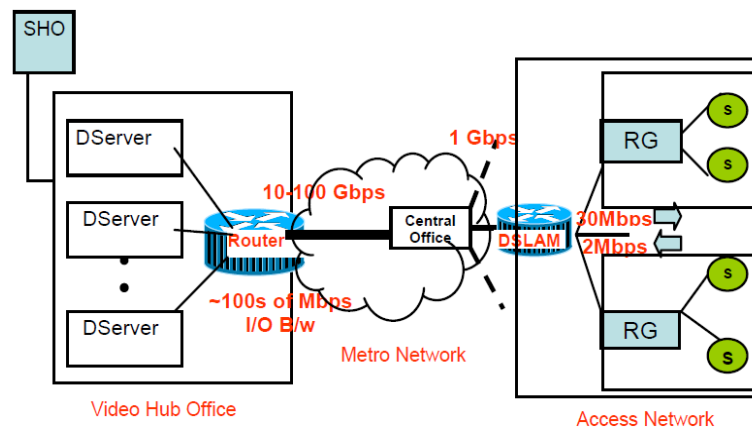 SHO
DServer
DServer
DServer
Router
10-100 Gbps
~100s of Mbps
I/O B/w
Video Hub Office
Central
Office
Metro Network
1 Gbps
DSLAM
30Mbps
2Mbps
RG
S
S
RG
S
S
Access Network